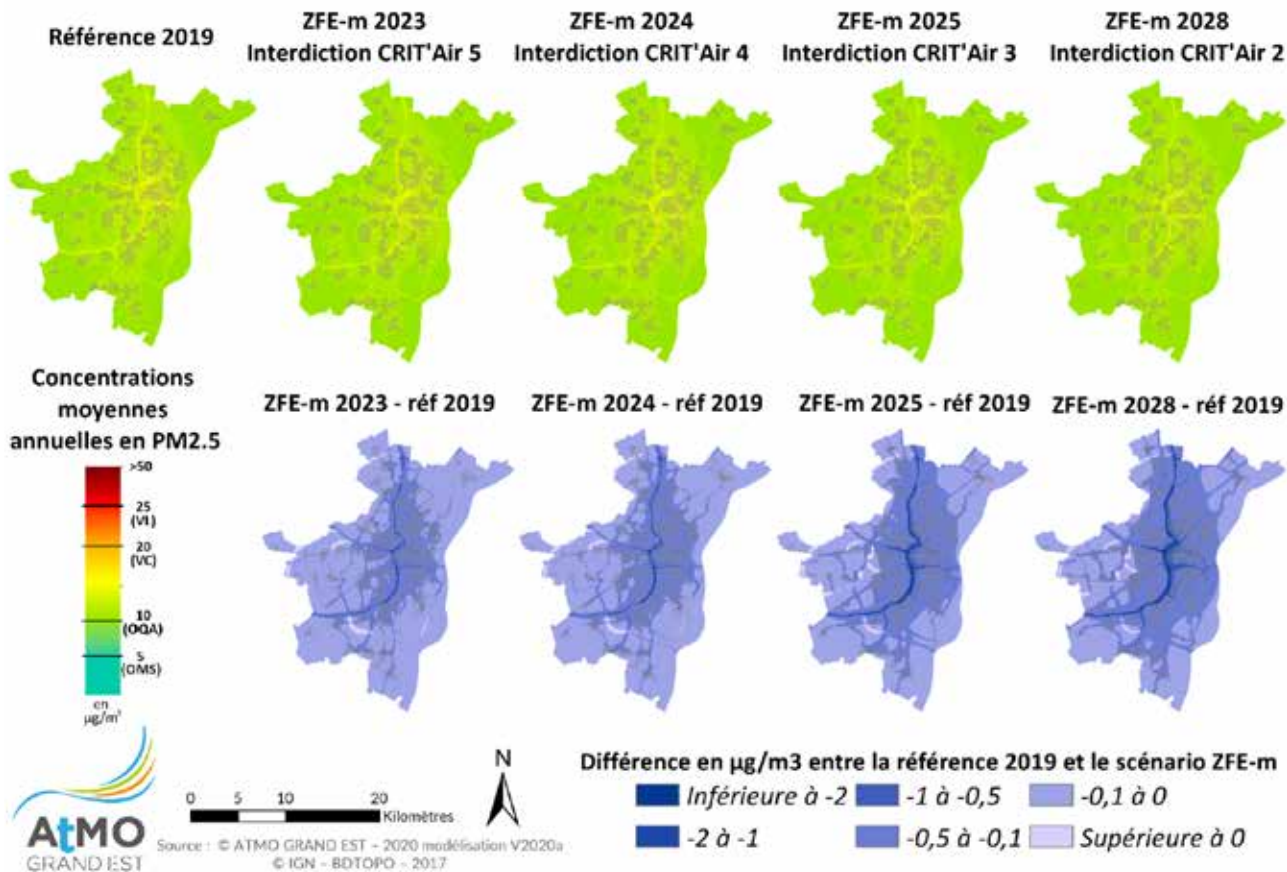 Référence 2019
ZFE-m 2023
Interdiction CRIT'Air 5
ZFE-m 2024
Interdiction CRIT'Air 4
ZFE-m 2025
Interdiction CRIT'Air 3
ZFE-m 2028
Interdiction CRIT'Air 2
Concentrations
moyennes
annuelles en PM2.5
>50
25
(VL)
20
(VC)
10
(OQA)
5
(OMS)
en
µg/m³
ZFE-m 2023 - réf 2019
ZFE-m 2024 - réf 2019
ZFE-m 2025 - réf 2019
ZFE-m 2028 - réf 2019
AtMO
GRAND EST
0 5 10 20
Kilomètres
N
Source : © ATMO GRAND EST - 2020 modélisation V2020a
© IGN - BDTOPO - 2017
Différence en µg/m3 entre la référence 2019 et le scénario ZFE-m
Inférieure à -2
-1 à -0,5
-0,1 à 0
-2 à -1
-0,5 à -0,1
Supérieure à 0